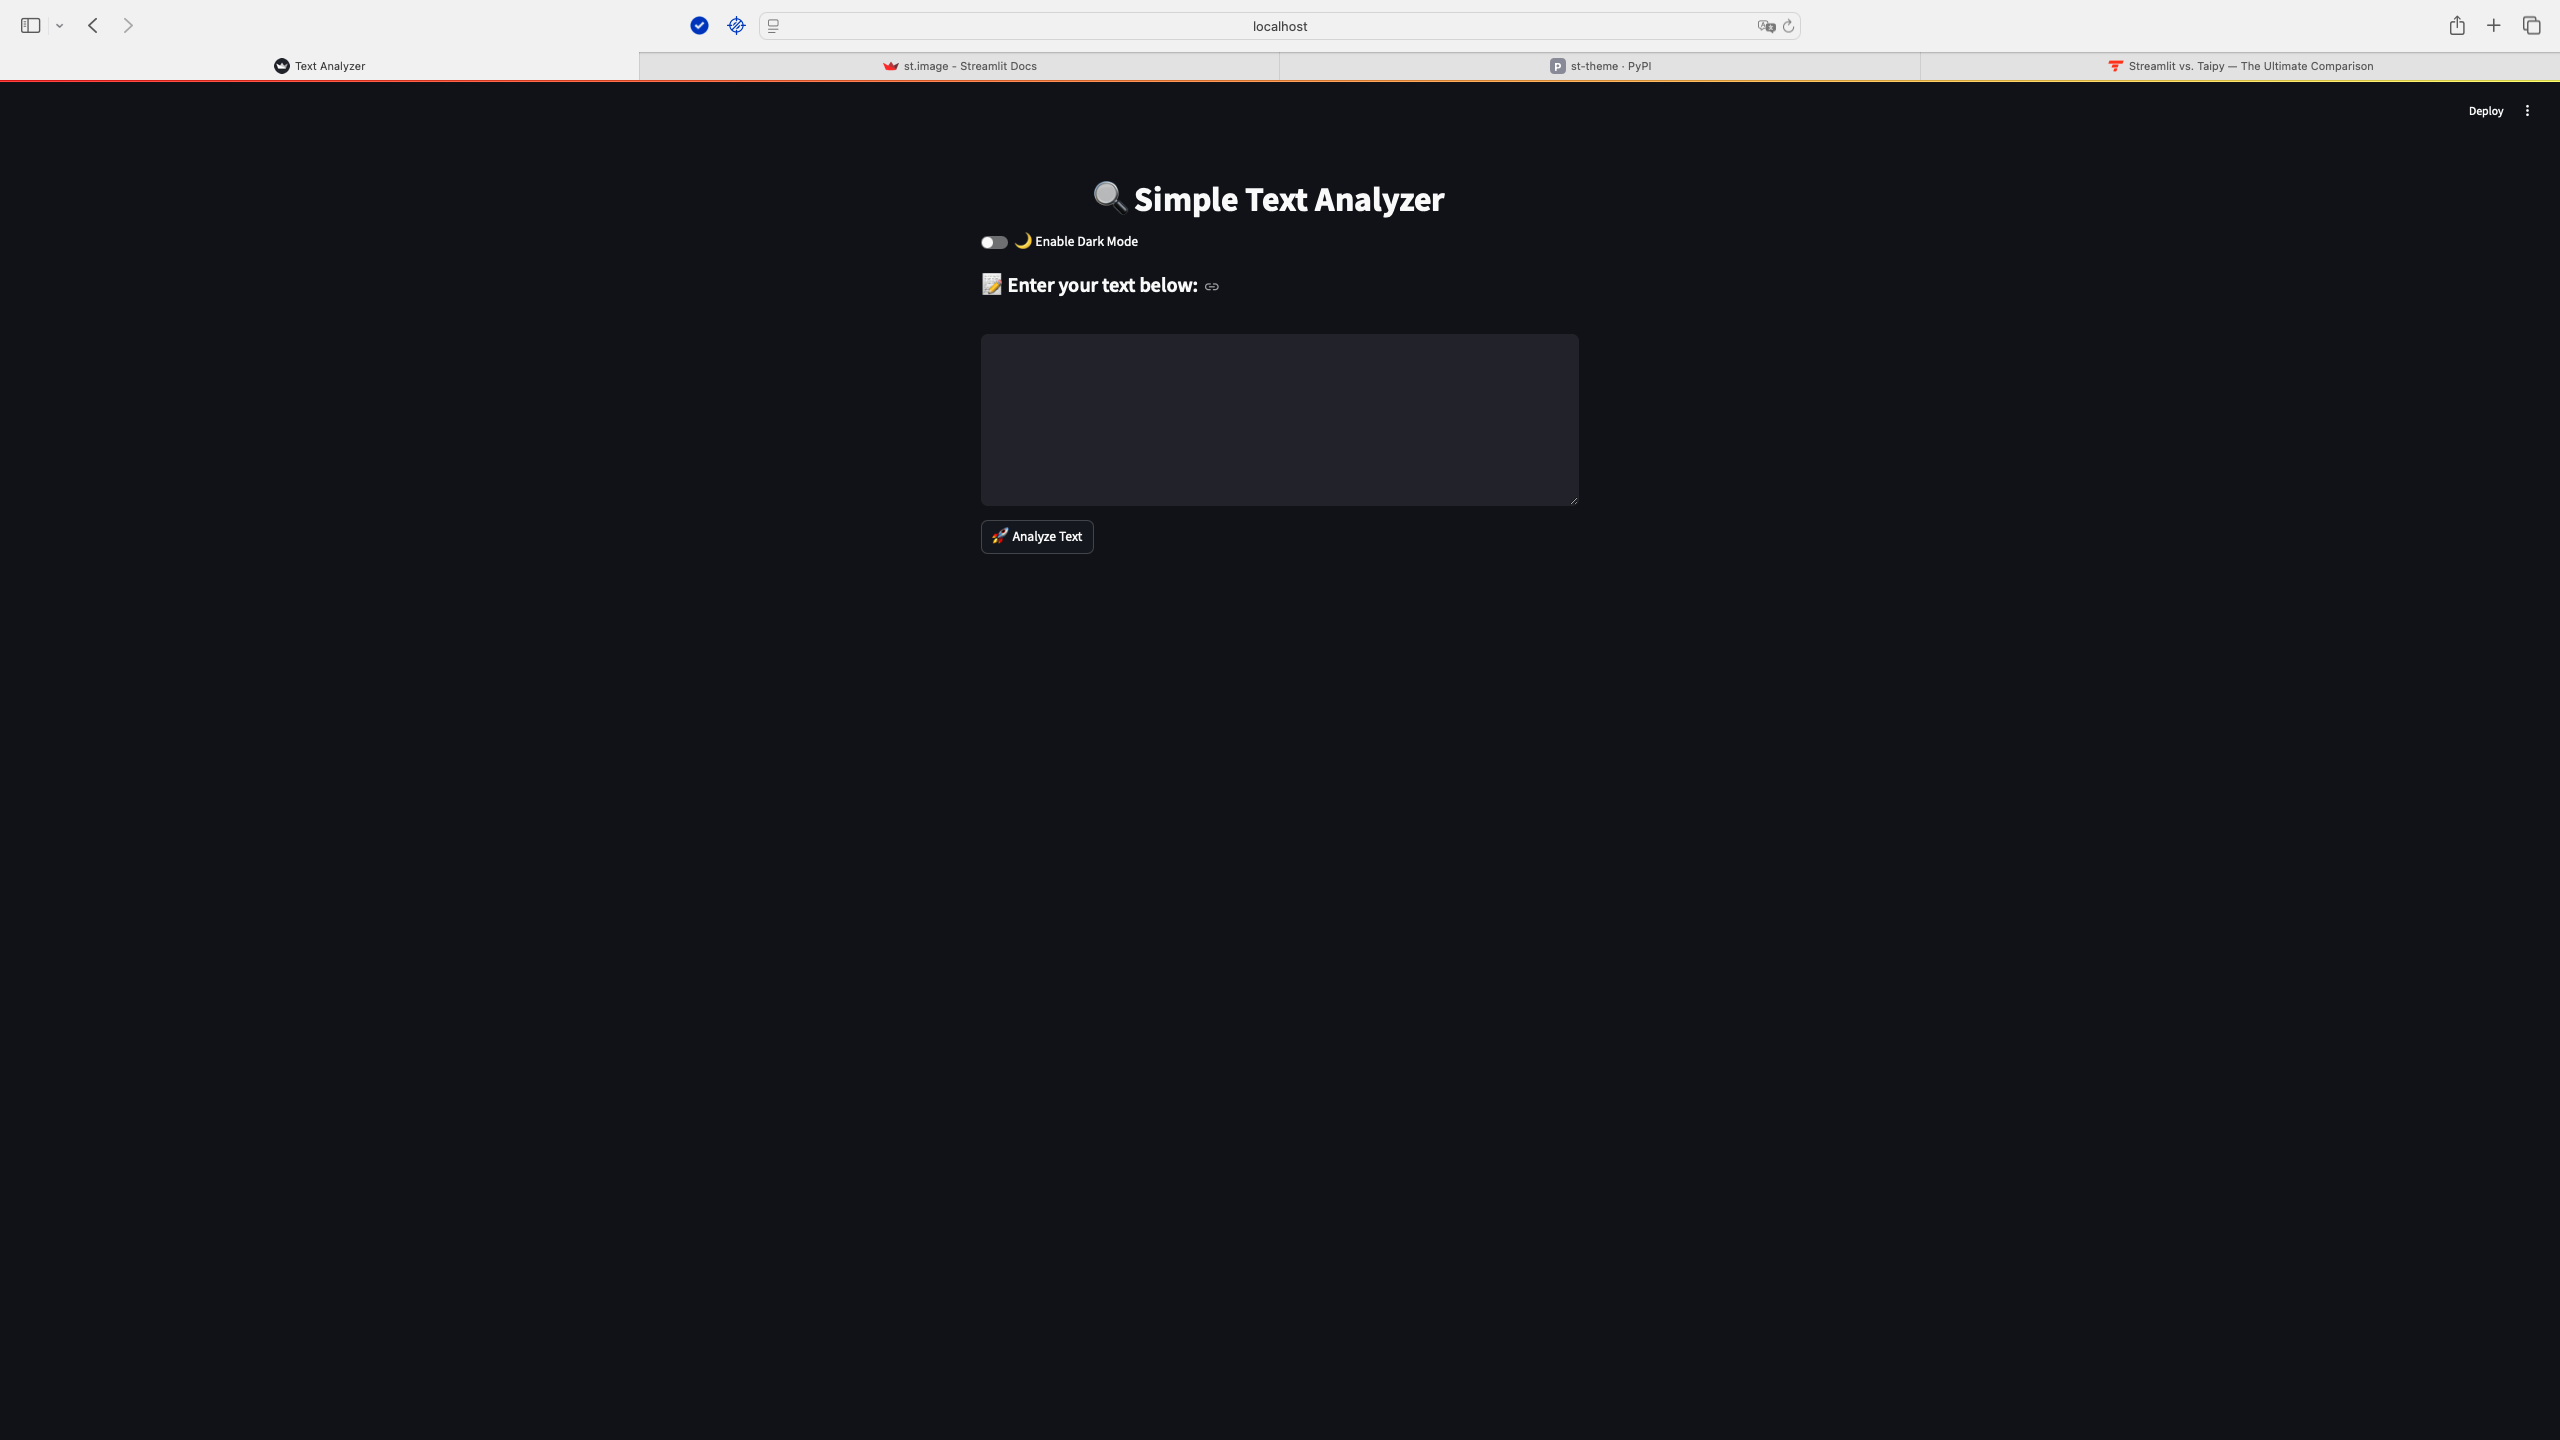 localhost
Text Analyzer
st.image - Streamlit Docs
P st-theme · PyPI
Streamlit vs. Taipy — The Ultimate Comparison
Deploy
🔍 Simple Text Analyzer
🌙 Enable Dark Mode
📝 Enter your text below:
🚀 Analyze Text